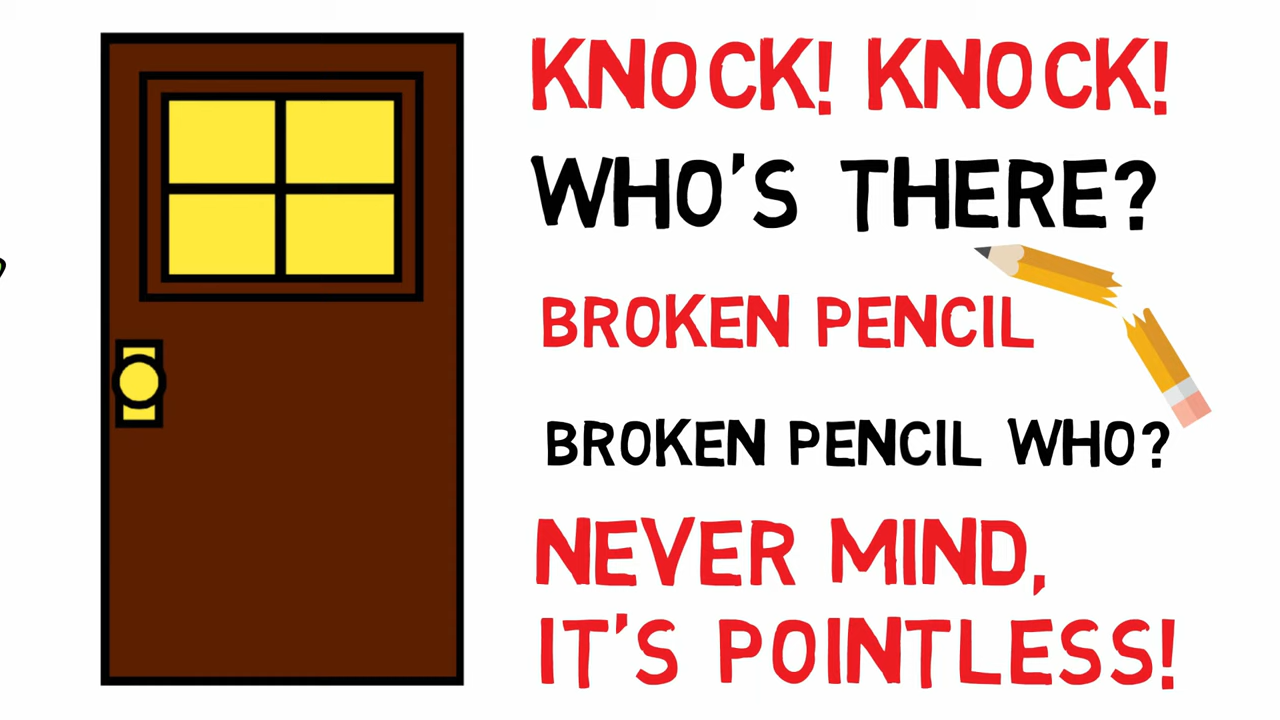 KNOCK! KNOCK!
WHO'S THERE?
BROKEN PENCIL
BROKEN PENCIL WHO?
NEVER MIND,
IT'S POINTLESS!